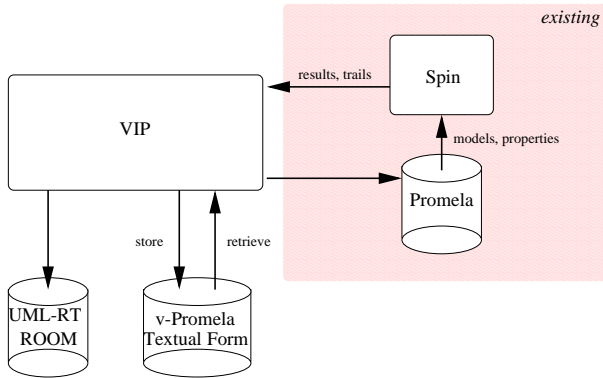 existing
results, trails
Spin
VIP
models, properties
Promela
store
retrieve
UML-RT
ROOM
v-Promela
Textual Form